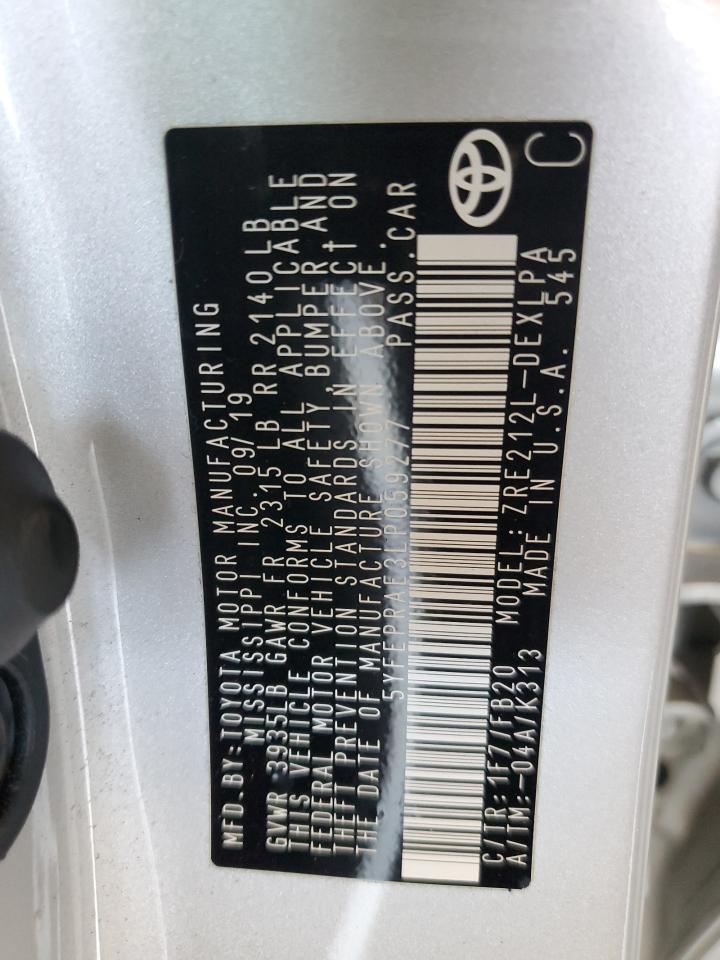 MFD.BY:TOYOTA MOTOR MANUFACTURING
MISSISSIPPI INC. 09/19
GVWR 3935LB GAWR FR 2315 LB RR 2140LB
THIS VEHICLE CONFORMS TO ALL APPLICABLE
FEDERAL MOTOR VEHICLE SAFETY,BUMPER AND
THEFT PREVENTION STANDARDS IN EFFECT ON
THE DATE OF MANUFACTURE SHOWN ABOVE.
5YFEPRAE3LP059277 PASS.CAR
C/TR:1F7/FB20 MODEL:ZRE212L-DEXLPA
A/TM:-04A/K313 MADE IN U.S.A. 545
C